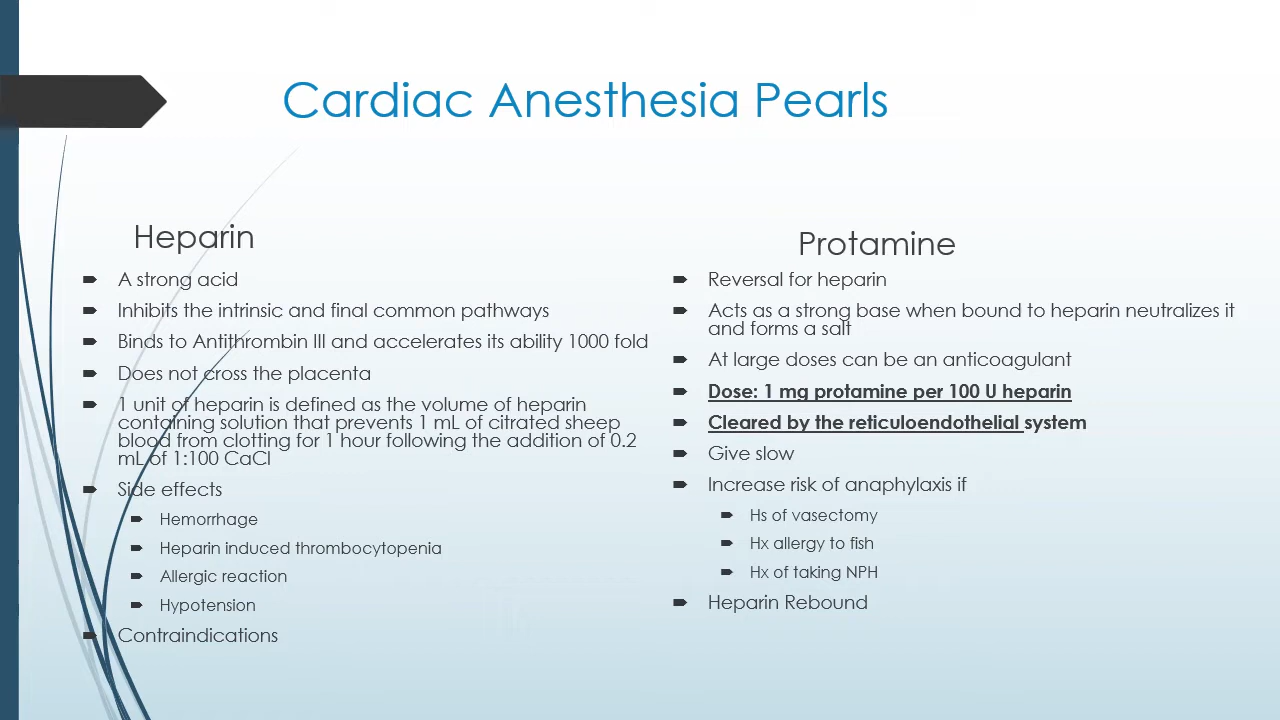 Cardiac Anesthesia Pearls
Heparin
A strong acid
Inhibits the intrinsic and final common pathways
Binds to Antithrombin III and accelerates its ability 1000 fold
Does not cross the placenta
1 unit of heparin is defined as the volume of heparin
containing solution that prevents 1 mL of citrated sheep
blood from clotting for 1 hour following the addition of 0.2
mL of 1:100 CaCl
Side effects
Hemorrhage
Heparin induced thrombocytopenia
Allergic reaction
Hypotension
Contraindications
Protamine
Reversal for heparin
Acts as a strong base when bound to heparin neutralizes it
and forms a salt
At large doses can be an anticoagulant
Dose: 1 mg protamine per 100 U heparin
Cleared by the reticuloendothelial system
Give slow
Increase risk of anaphylaxis if
Hs of vasectomy
Hx allergy to fish
Hx of taking NPH
Heparin Rebound